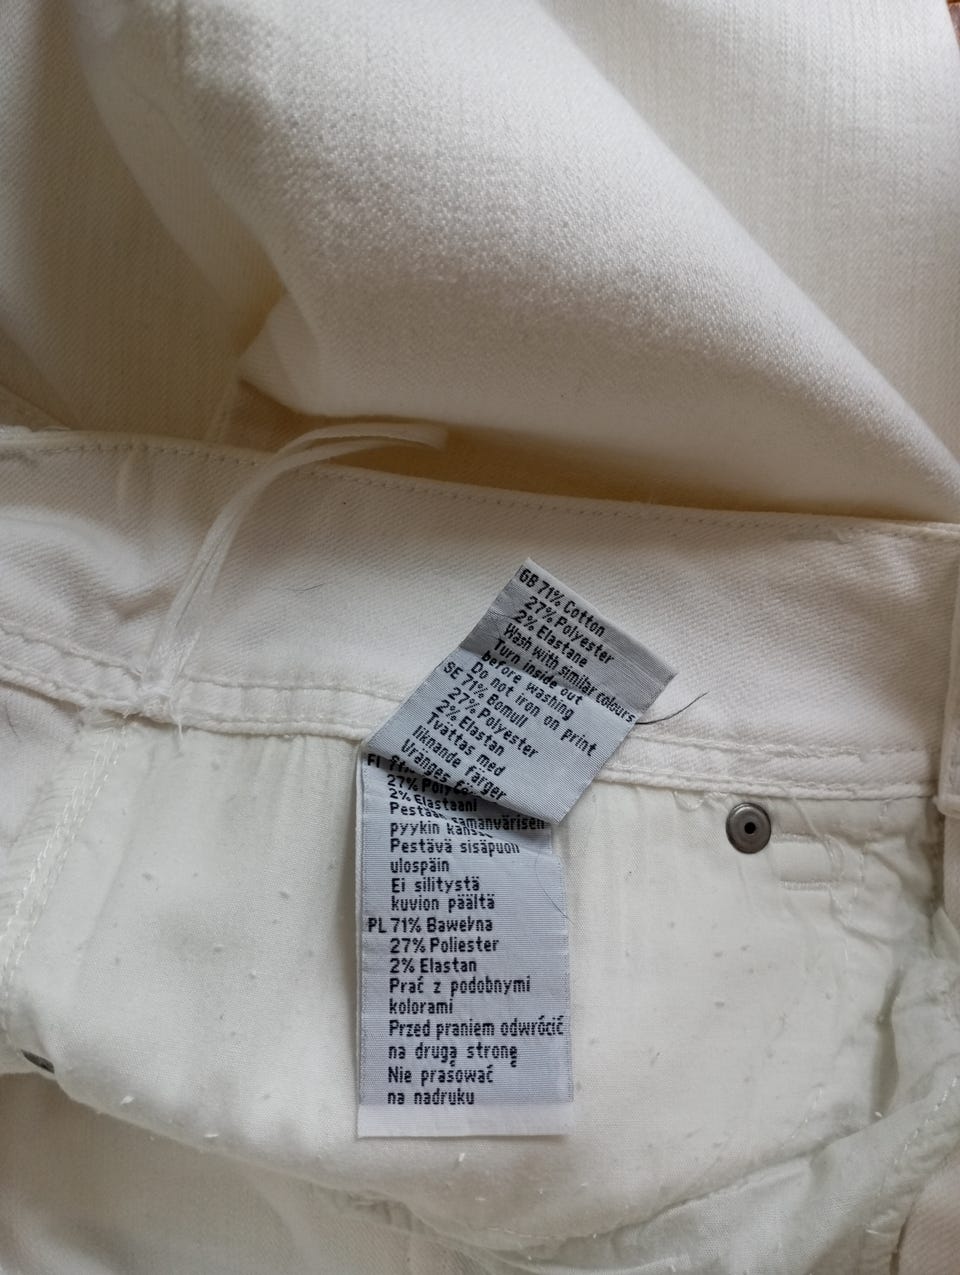 GB 71% Cotton
27% Polyester
2% Elastane
Wash with similar colours
Turn inside out
before washing
Do not iron on print
SE 71% Bomull
27% Polyester
2% Elastan
Tvättas med
liknande färger
Vränges
FI
27%
2% Elastaani
Pestään samanvärisen
pyykin kanssa
Pestävä sisäpuoli
ulospäin
Ei silitystä
kuvion päältä
PL 71% Bawełna
27% Poliester
2% Elastan
Prać z podobnymi
kolorami
Przed praniem odwrócić
na drugą stronę
Nie prasować
na nadruku